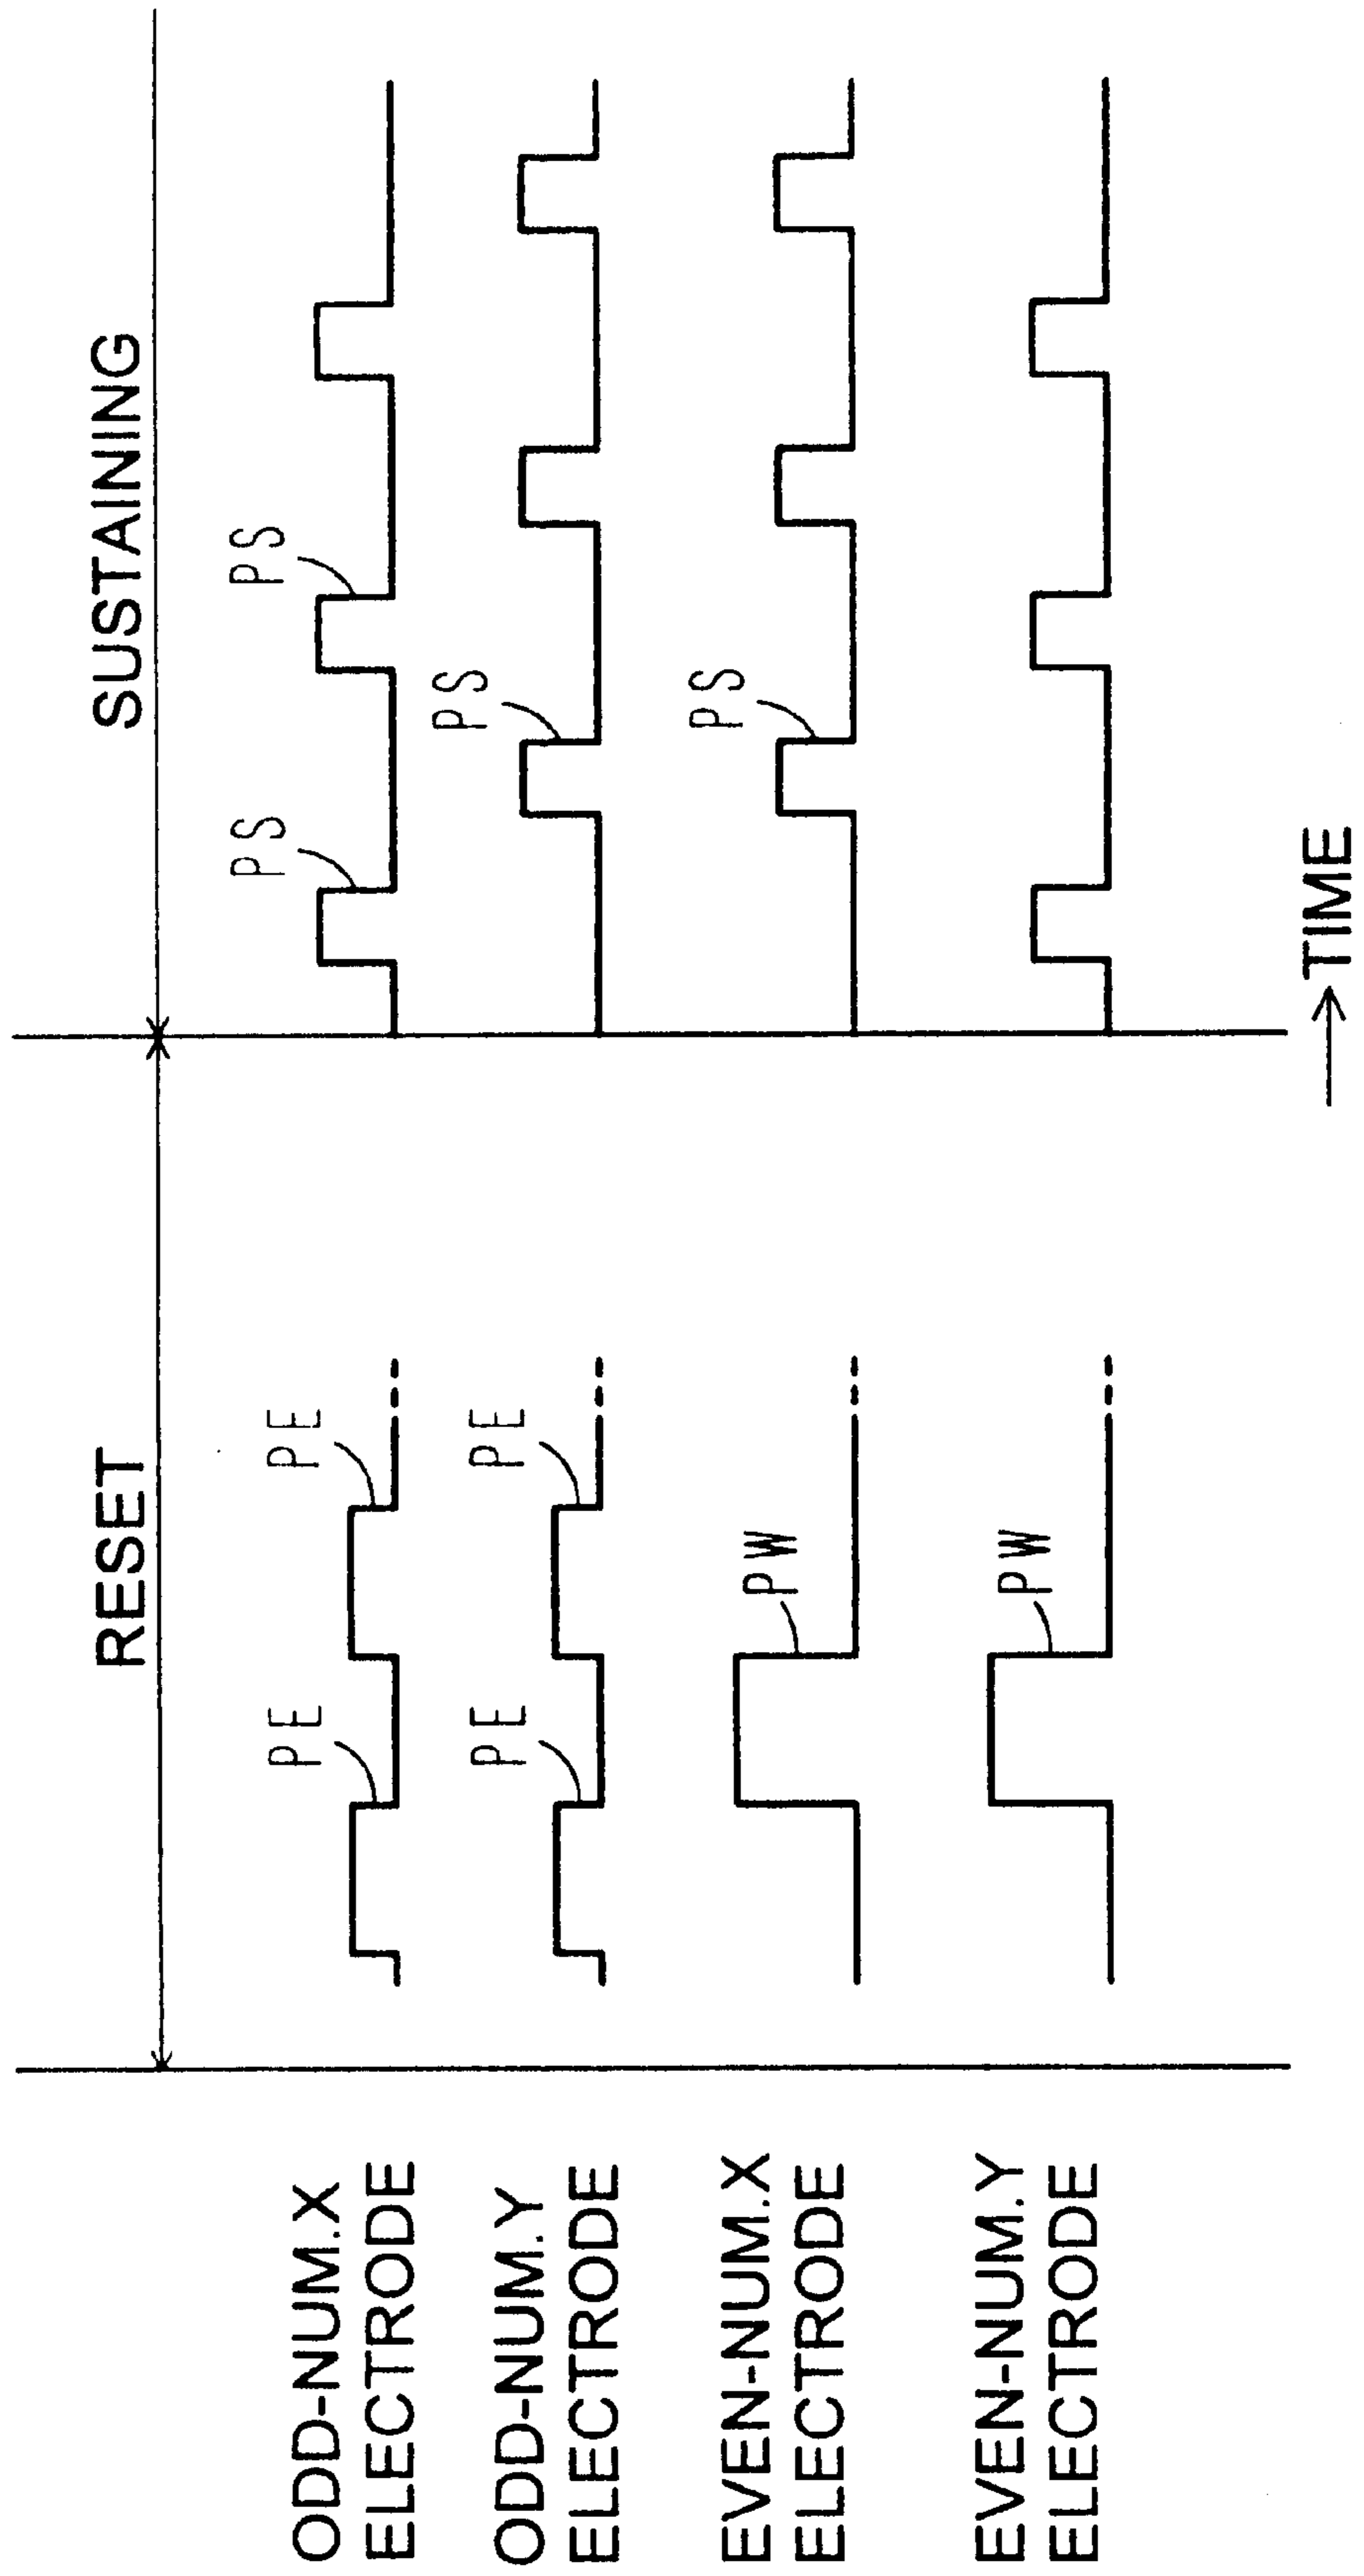 RESET
SUSTAINING
ODD-NUM.X
ELECTRODE
PE
PE
PS
PS
ODD-NUM.Y
ELECTRODE
PE
PE
PS
EVEN-NUM.X
ELECTRODE
PW
PS
EVEN-NUM.Y
ELECTRODE
PW
TIME